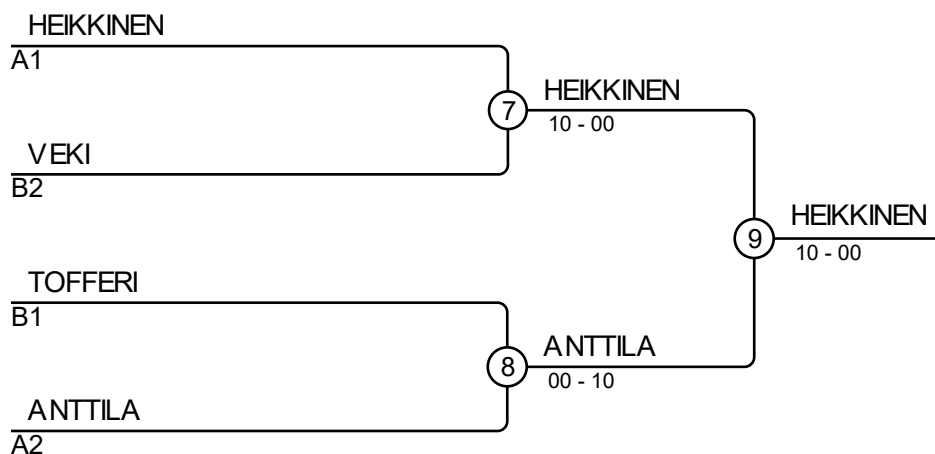 HEIKKINEN
A1
7
HEIKKINEN
10 - 00
VEKI
B2
9
HEIKKINEN
10 - 00
TOFFERI
B1
8
ANTTILA
00 - 10
ANTTILA
A2